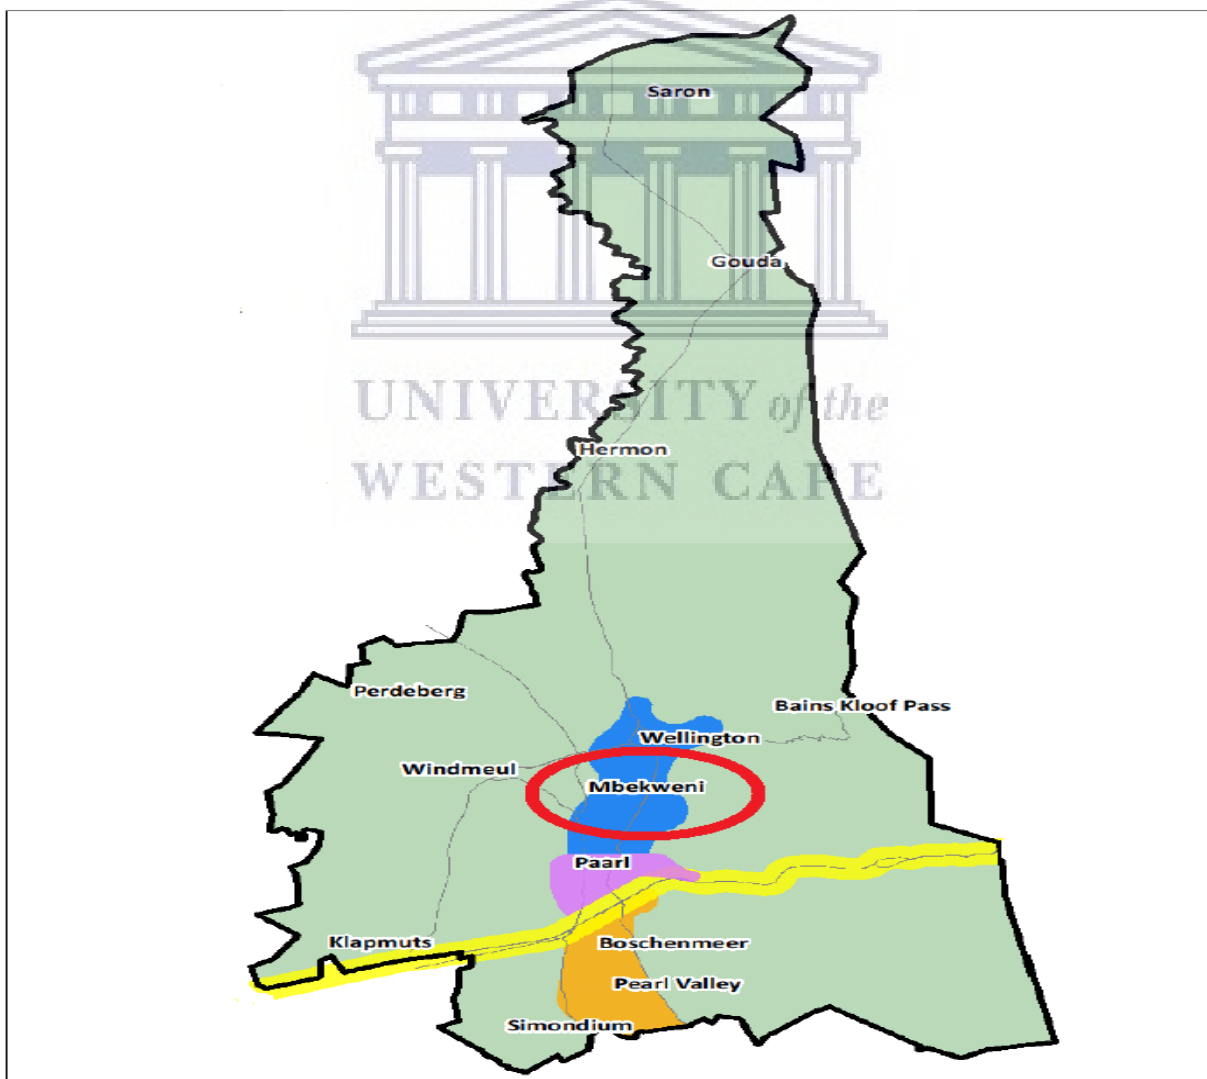 Saron
Gouda
UNIVERSITY of the
Hermon
WESTERN CAPE
Perdeberg
Bains Kloof Pass
Wellington
Windmeul
Mbekweni
Paarl
Klapmuts
Boschenmeer
Pearl Valley
Simondium